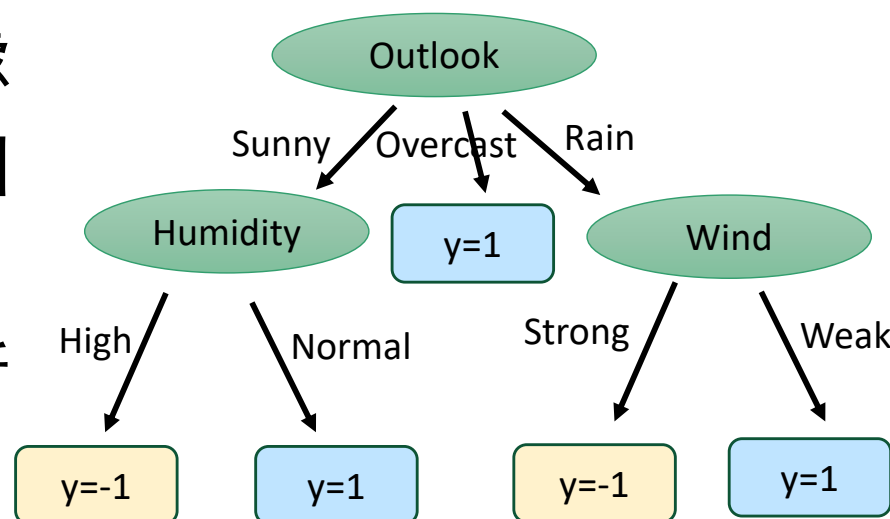 Outlook
Sunny Overcast Rain
Humidity y=1 Wind
High Normal Strong Weak
y=-1 y=1 y=-1 y=1